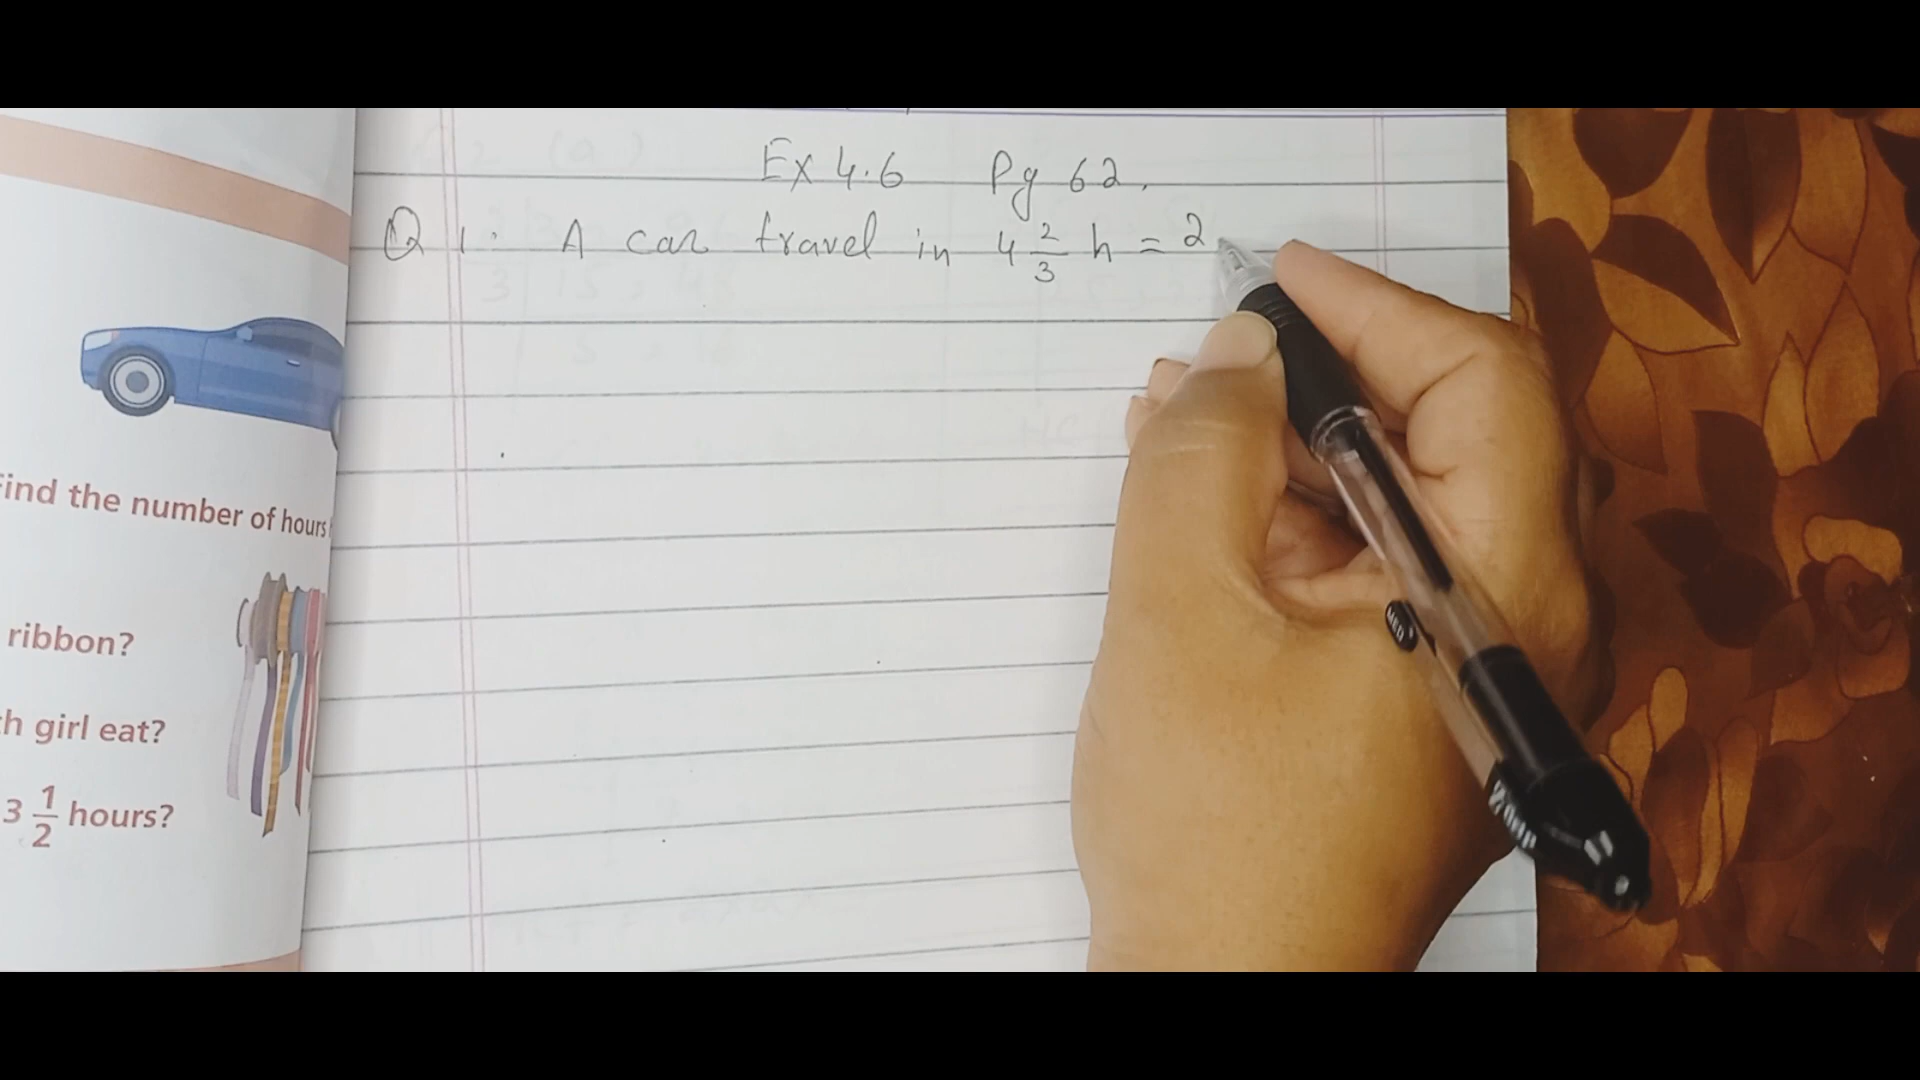 Ex 4.6 Pg 62.
Q 1. A car travel in 4 2/3 h = 2
Find the number of hours
ribbon?
girl eat?
3 1/2 hours?
MED